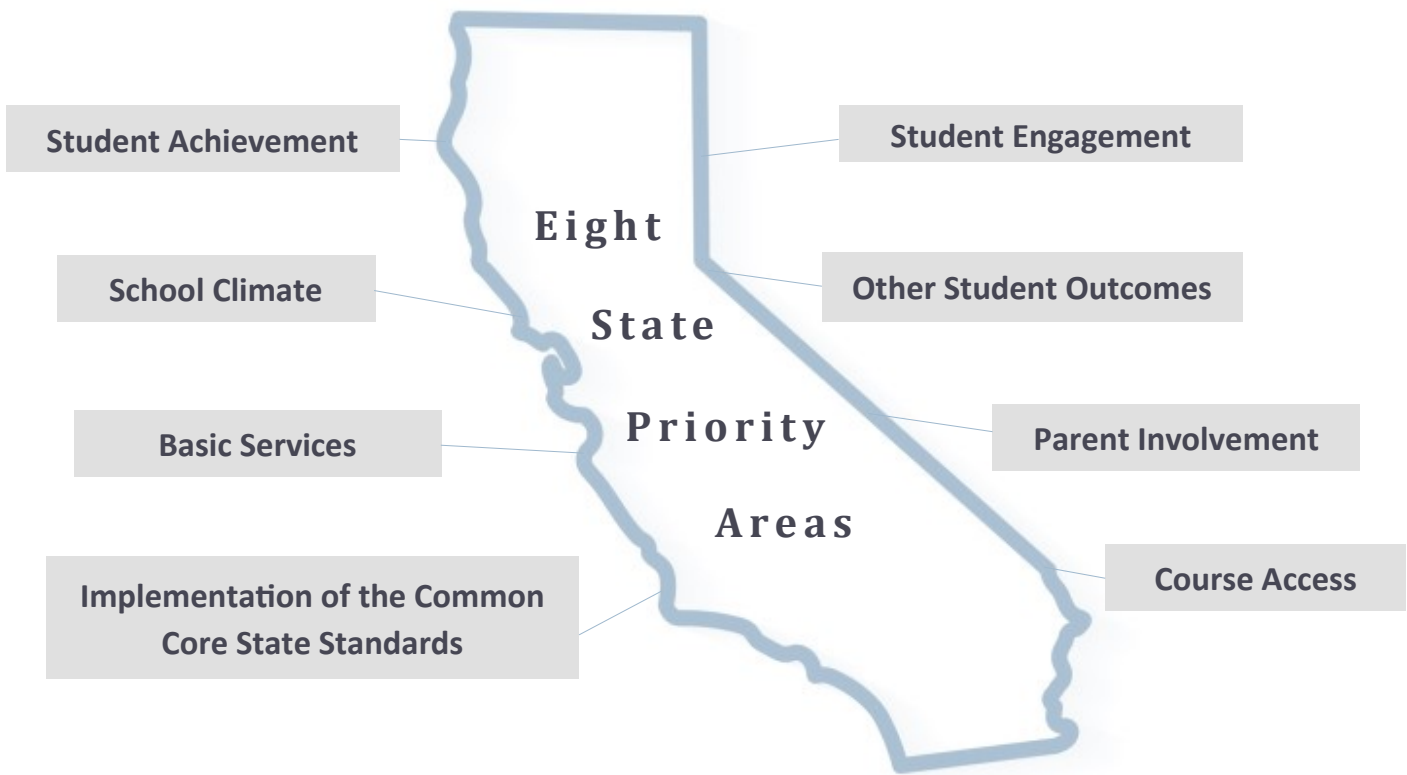 Student Achievement
School Climate
Basic Services
Implementation of the Common
Core State Standards
Eight
State
Priority
Areas
Student Engagement
Other Student Outcomes
Parent Involvement
Course Access